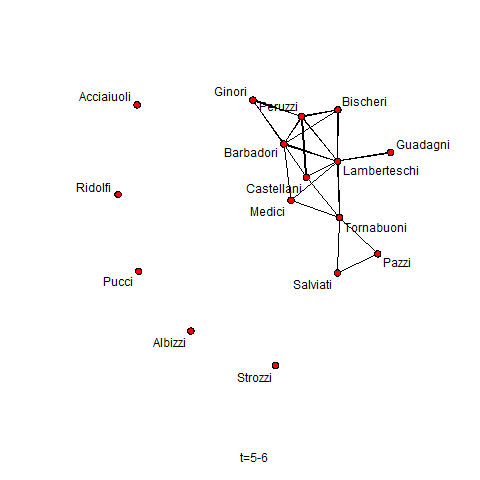 Ginori
Acciaiuoli
Peruzzi
Bischeri
Guadagni
Barbadori
Lamberteschi
Castellani
Ridolfi
Medici
Tornabuoni
Pazzi
Pucci
Salviati
Albizzi
Strozzi
t=5-6